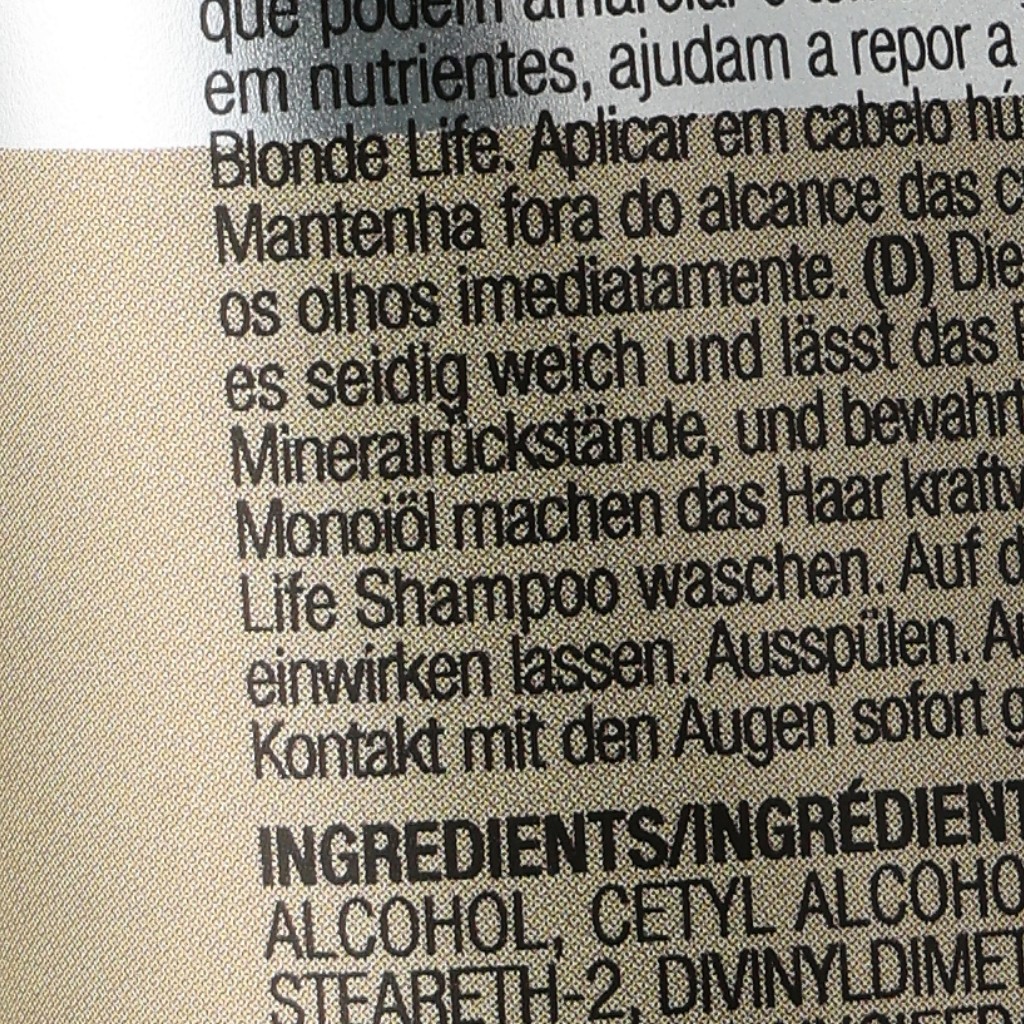 que podem amarelar e
em nutrientes, ajudam a repor a
Blonde Life. Aplicar em cabelo
Mantenha fora do alcance das
os olhos imediatamente. (D) Die
es seidig weich und lässt das
Mineralrückstände, und bewahrt
Monoiöl machen das Haar
Life Shampoo waschen. Auf
einwirken lassen. Ausspülen.
Kontakt mit den Augen sofort
INGREDIENTS/INGRÉDIENT
ALCOHOL, CETYL ALCOHO
STEARETH-2, DIVINYLDIMET